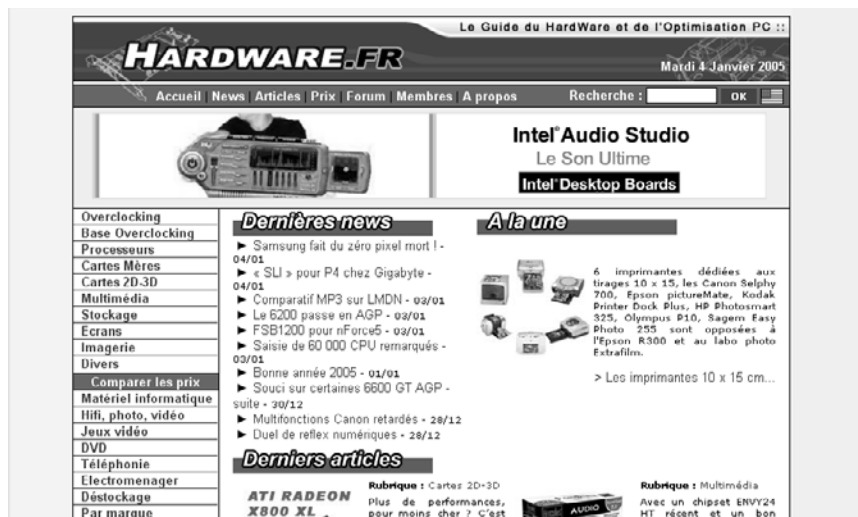 Le Guide du HardWare et de l'Optimisation PC ::
HARDWARE.FR
Mardi 4 Janvier 2005
Accueil | News | Articles | Prix | Forum | Membres | A propos
Recherche :
OK
Intel® Audio Studio
Le Son Ultime
Intel® Desktop Boards
Overclocking
Base Overclocking
Processeurs
Cartes Mères
Cartes 2D-3D
Multimédia
Stockage
Ecrans
Imagerie
Divers
Comparer les prix
Matériel informatique
Hifi, photo, vidéo
Jeux vidéo
DVD
Téléphonie
Electromenager
Déstockage
Par marque
Dernières news
► Samsung fait du zéro pixel mort ! -
04/01
► « SLI » pour P4 chez Gigabyte -
04/01
► Comparatif MP3 sur LMDN - 03/01
► Le 6200 passe en AGP - 03/01
► FSB1200 pour nForce5 - 03/01
► Saisie de 60 000 CPU remarqués -
03/01
► Bonne année 2005 - 01/01
► Souci sur certaines 6600 GT AGP -
suite - 30/12
► Multifonctions Canon retardés - 28/12
► Duel de reflex numériques - 28/12
A la une
6 imprimantes dédiées aux
tirages 10 x 15, les Canon Selphy
700, Epson pictureMate, Kodak
Printer Dock Plus, HP Photosmart
325, Olympus P10, Sagem Easy
Photo 255 sont opposées à
l'Epson R300 et au labo photo
Extrafilm.
> Les imprimantes 10 x 15 cm...
Derniers articles
ATI RADEON
X800 XL
Rubrique : Cartes 2D-3D
Plus de performances,
pour moins cher ? C'est
AUDIO
Rubrique : Multimédia
Avec un chipset ENVY24
HT récent et un bon